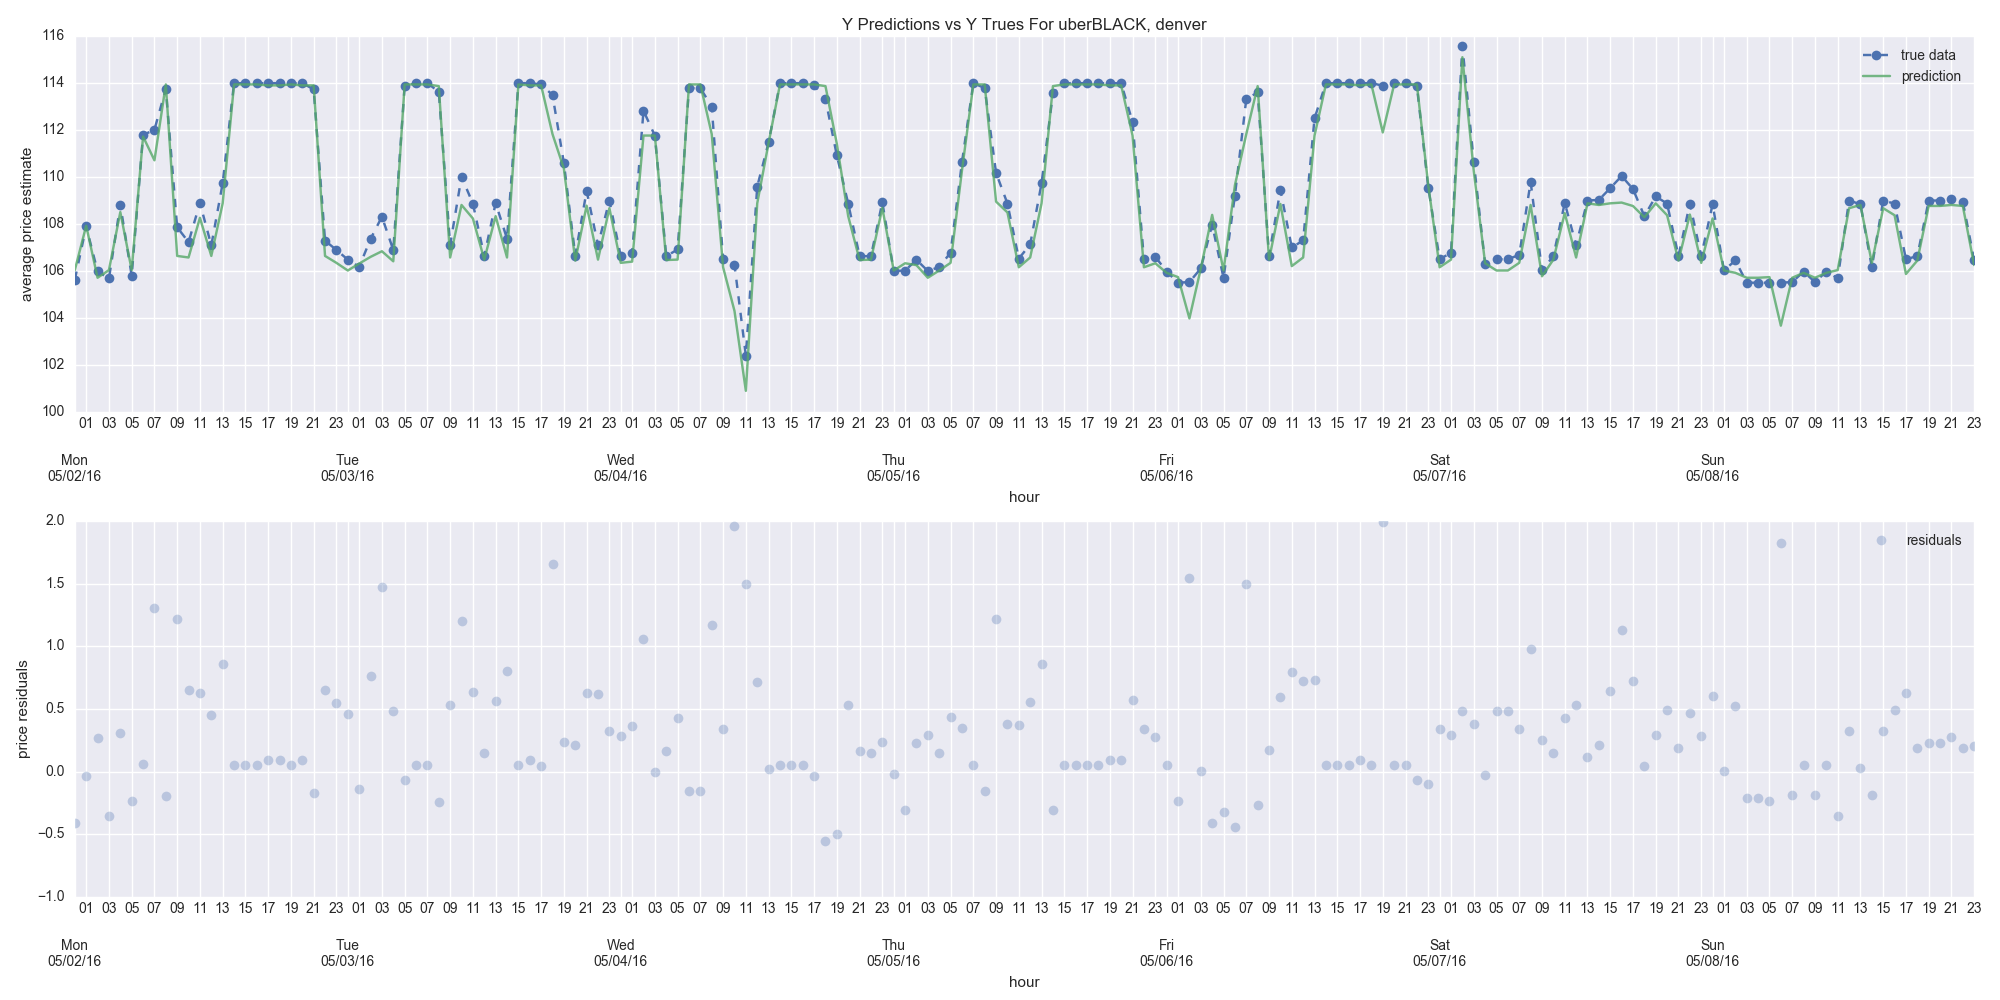 Y Predictions vs Y Trues For uberBLACK, denver
116
114
112
110
108
106
104
102
100
average price estimate
true data
prediction
01 03 05 07 09 11 13 15 17 19 21 23 01 03 05 07 09 11 13 15 17 19 21 23 01 03 05 07 09 11 13 15 17 19 21 23 01 03 05 07 09 11 13 15 17 19 21 23 01 03 05 07 09 11 13 15 17 19 21 23 01 03 05 07 09 11 13 15 17 19 21 23 01 03 05 07 09 11 13 15 17 19 21 23
Mon Tue Wed Thu Fri Sat Sun
05/02/16 05/03/16 05/04/16 05/05/16 05/06/16 05/07/16 05/08/16
hour
2.0
1.5
1.0
0.5
0.0
−0.5
−1.0
price residuals
residuals
01 03 05 07 09 11 13 15 17 19 21 23 01 03 05 07 09 11 13 15 17 19 21 23 01 03 05 07 09 11 13 15 17 19 21 23 01 03 05 07 09 11 13 15 17 19 21 23 01 03 05 07 09 11 13 15 17 19 21 23 01 03 05 07 09 11 13 15 17 19 21 23 01 03 05 07 09 11 13 15 17 19 21 23
Mon Tue Wed Thu Fri Sat Sun
05/02/16 05/03/16 05/04/16 05/05/16 05/06/16 05/07/16 05/08/16
hour